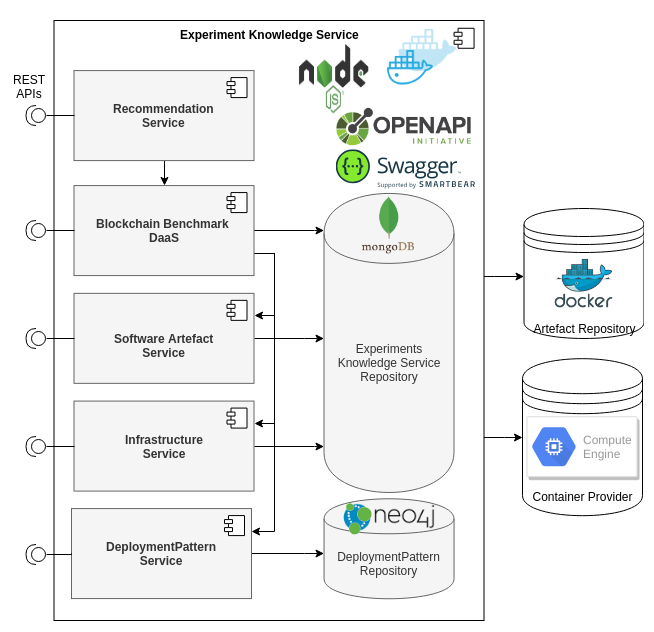 Experiment Knowledge Service
node
JS
REST
APIs
Recommendation
Service
OPENAPI
INITIATIVE
Swagger™
Supported by SMARTBEAR
Blockchain Benchmark
DaaS
mongoDB
docker
Artefact Repository
Software Artefact
Service
Experiments
Knowledge Service
Repository
Infrastructure
Service
Compute
Engine
Container Provider
neo4j
DeploymentPattern
Service
DeploymentPattern
Repository